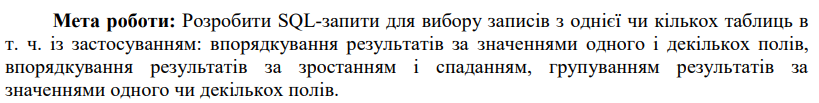 Мета роботи: Розробити SQL-запити для вибору записів з однієї чи кількох таблиць в
т. ч. із застосуванням: впорядкування результатів за значеннями одного і декількох полів,
впорядкування результатів за зростанням і спаданням, групуванням результатів за
значеннями одного чи декількох полів.